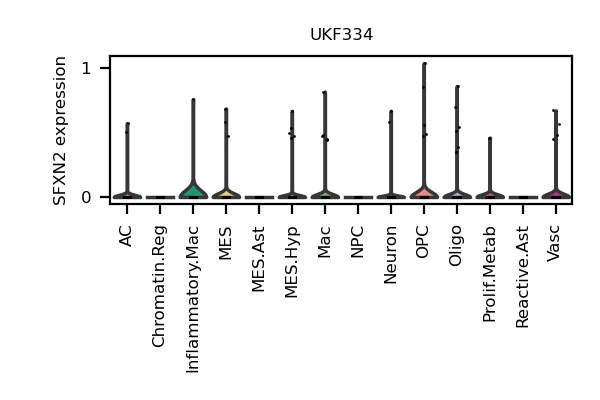 UKF334
SFXN2 expression
1
0
AC
Chromatin.Reg
Inflammatory.Mac
MES
MES.Ast
MES.Hyp
Mac
NPC
Neuron
OPC
Oligo
Prolif.Metab
Reactive.Ast
Vasc